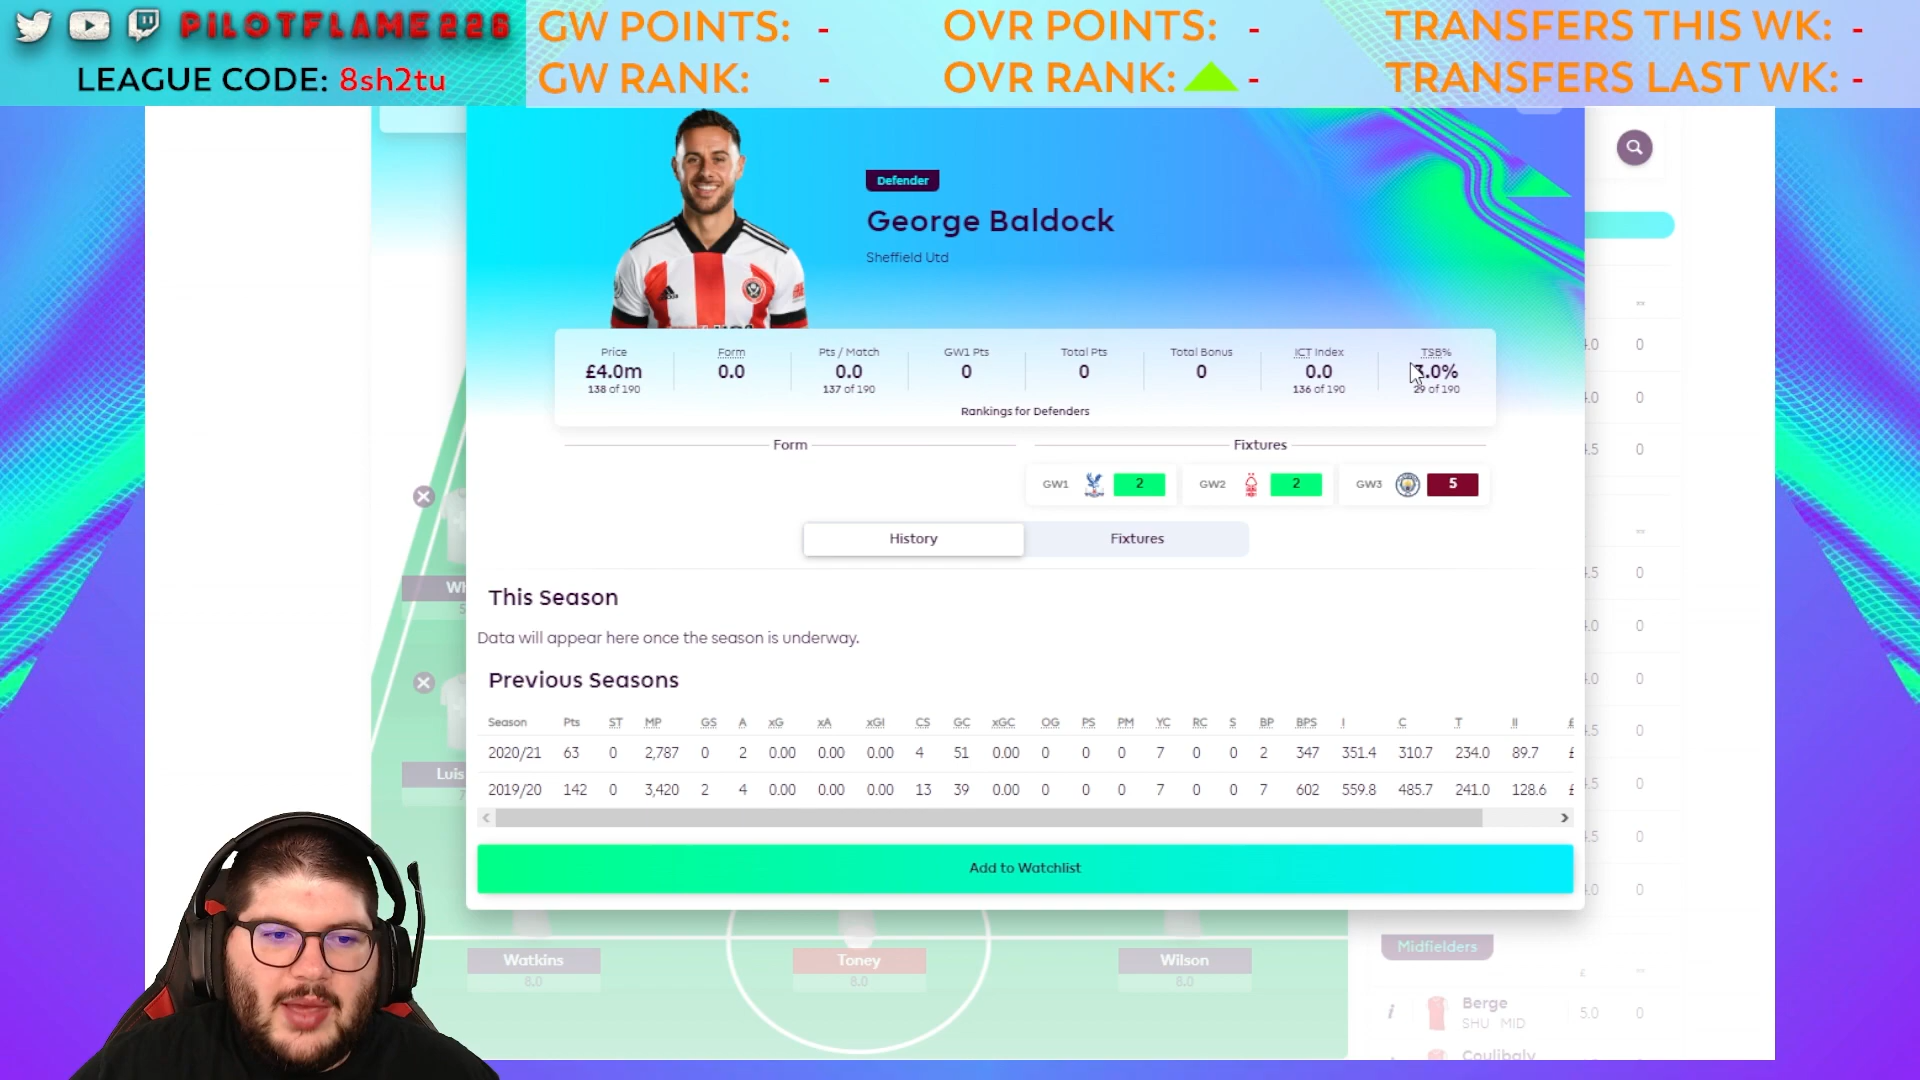 PILOTFLAME226
LEAGUE CODE: 8sh2tu
GW POINTS: -
GW RANK: -
OVR POINTS: -
OVR RANK: -
TRANSFERS THIS WK: -
TRANSFERS LAST WK: -
Defender
George Baldock
Sheffield Utd
Price Form Pts / Match GW1 Pts Total Pts Total Bonus ICT Index TSB%
£4.0m 0.0 0.0 0 0 0 0.0 3.0%
138 of 190 137 of 190 136 of 190 29 of 190
Rankings for Defenders
Form Fixtures
GW1 2 GW2 2 GW3 5
History Fixtures
This Season
Data will appear here once the season is underway.
Previous Seasons
Season Pts ST MP GS A xG xA xGI CS GC xGC OG PS PM YC RC S BP BPS I C T II £
2020/21 63 0 2,787 0 2 0.00 0.00 0.00 4 51 0.00 0 0 0 7 0 0 2 347 351.4 310.7 234.0 89.7 £
2019/20 142 0 3,420 2 4 0.00 0.00 0.00 13 39 0.00 0 0 0 7 0 0 7 602 559.8 485.7 241.0 128.6 £
Add to Watchlist
Luis
Watkins Toney Wilson
8.0 8.0 8.0
Midfielders
£
Berge 5.0 0
SHU MID
Coulibaly